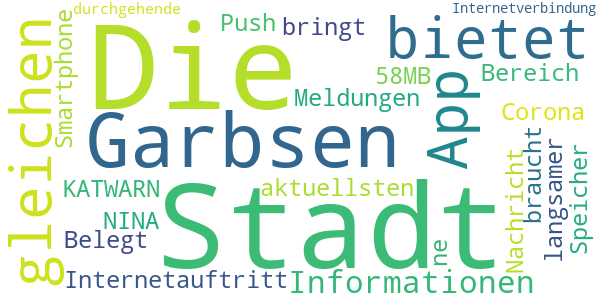 durchgehende
Internetverbindung
Push
bringt
bietet
Die
gleichen
Smartphone
58MB
Bereich
Meldungen
App
Corona
Garbsen
KATWARN
aktuellsten
Stadt
NINA
Belegt
ne
Nachricht
braucht
langsamer
Speicher
Internetauftritt
Informationen